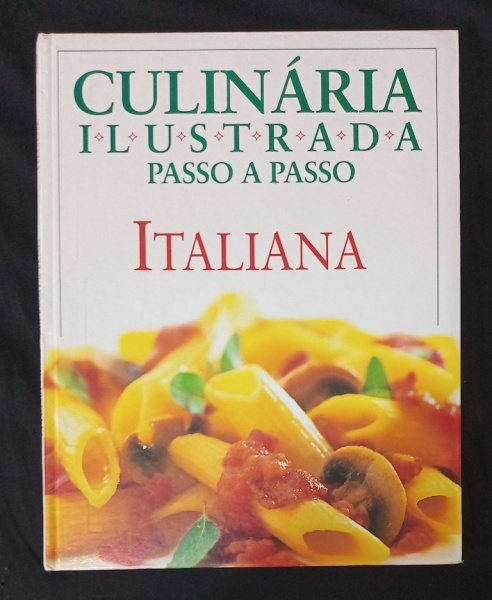 CULINÁRIA
I✧L✧U✧S✧T✧R✧A✧D✧A
PASSO A PASSO
ITALIANA